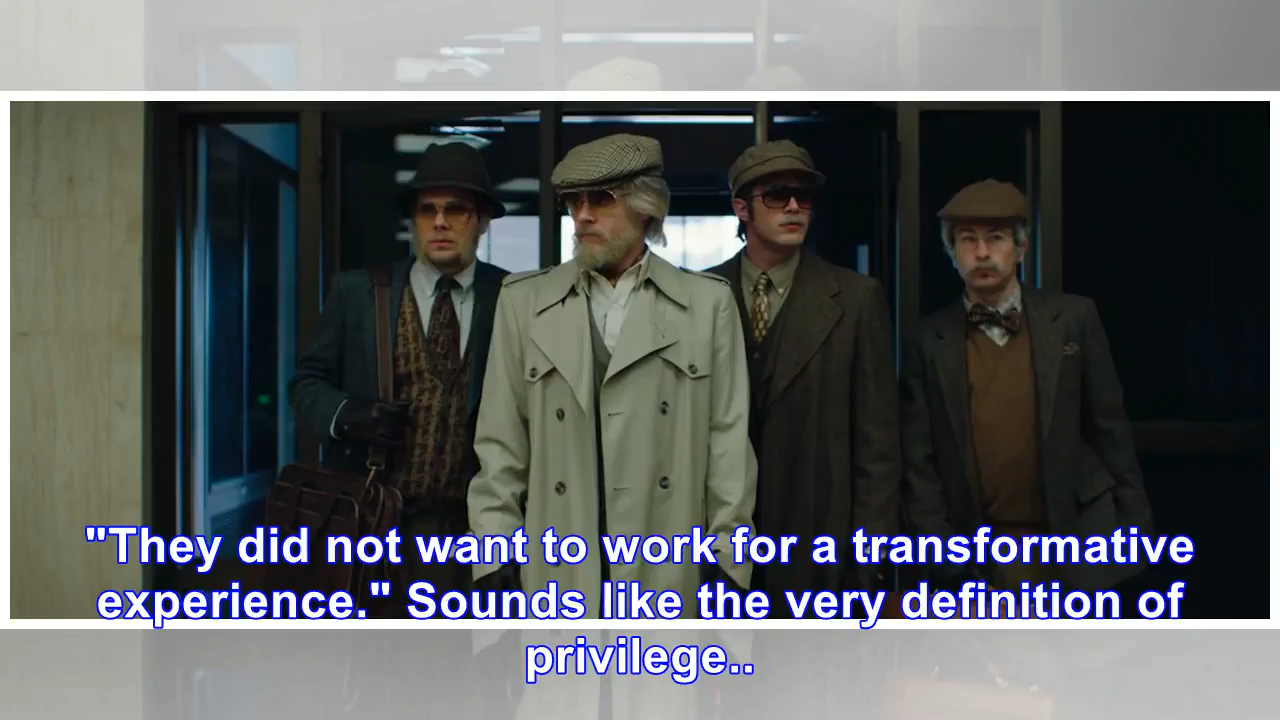 "They did not want to work for a transformative
experience." Sounds like the very definition of
privilege..